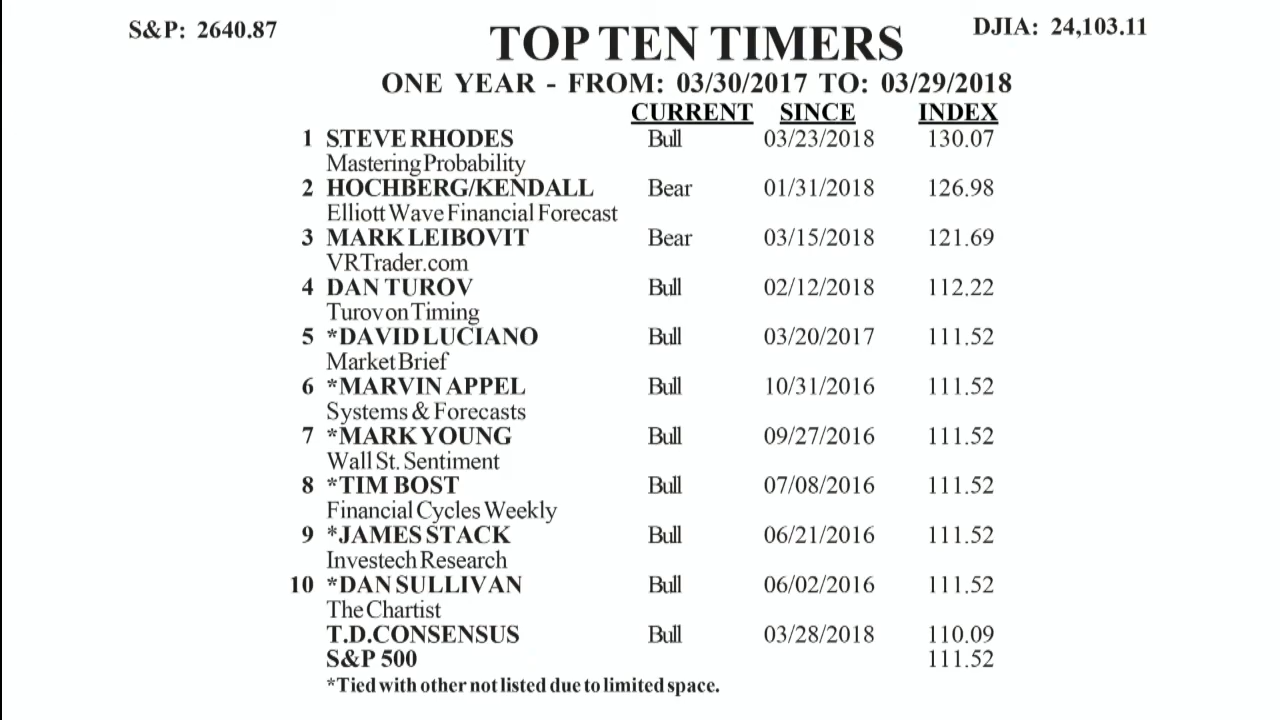 S&P: 2640.87
TOP TEN TIMERS
DJIA: 24,103.11
ONE YEAR - FROM: 03/30/2017 TO: 03/29/2018
CURRENT SINCE INDEX
1 STEVE RHODES Bull 03/23/2018 130.07
Mastering Probability
2 HOCHBERG/KENDALL Bear 01/31/2018 126.98
Elliott Wave Financial Forecast
3 MARK LEIBOVIT Bear 03/15/2018 121.69
VRTrader.com
4 DAN TUROV Bull 02/12/2018 112.22
Turov on Timing
5 *DAVID LUCIANO Bull 03/20/2017 111.52
Market Brief
6 *MARVIN APPEL Bull 10/31/2016 111.52
Systems & Forecasts
7 *MARK YOUNG Bull 09/27/2016 111.52
Wall St. Sentiment
8 *TIM BOST Bull 07/08/2016 111.52
Financial Cycles Weekly
9 *JAMES STACK Bull 06/21/2016 111.52
Investech Research
10 *DAN SULLIVAN Bull 06/02/2016 111.52
The Chartist
T.D.CONSENSUS Bull 03/28/2018 110.09
S&P 500 111.52
*Tied with other not listed due to limited space.